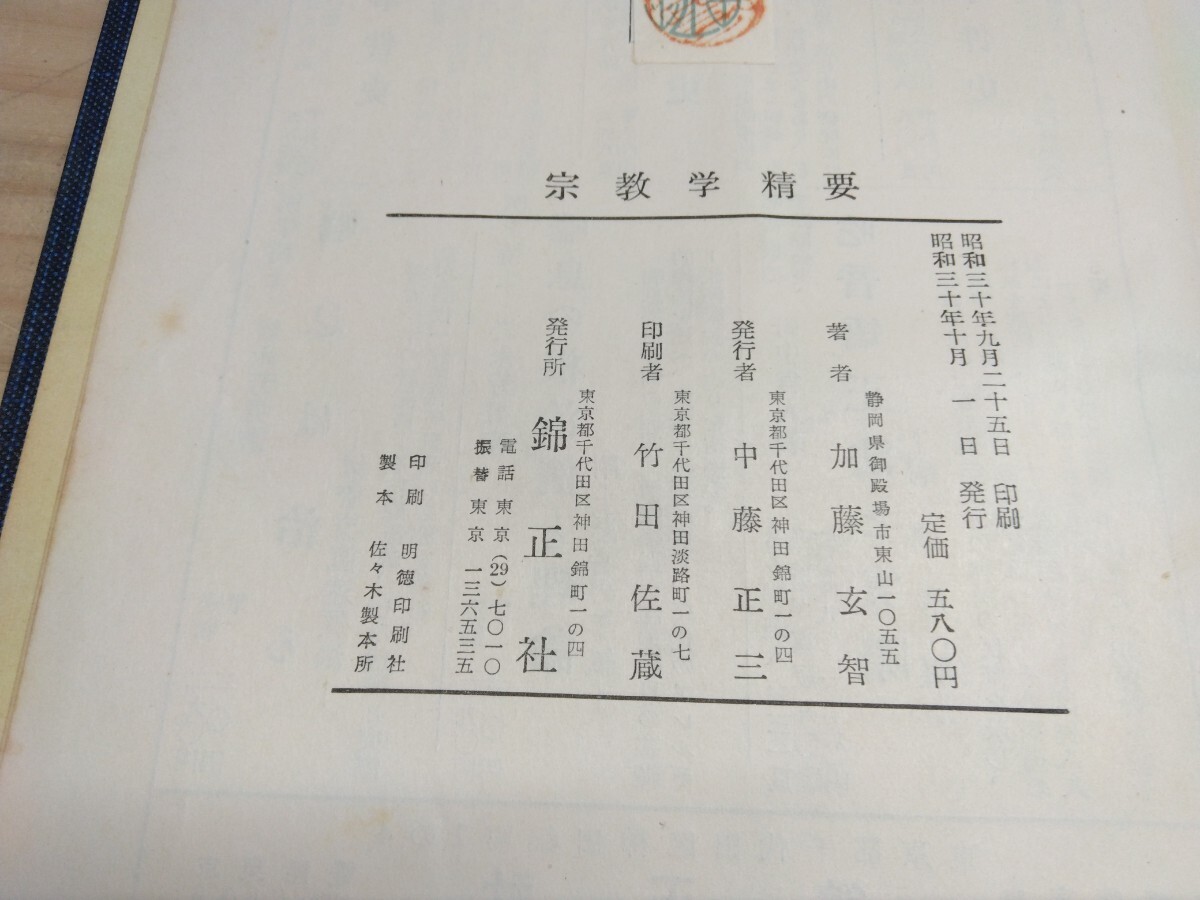 宗教学精要
昭和三十年九月二十五日 印刷
昭和三十年十月 一 日 発行
定価 五八〇円
静岡県御殿場市東山一〇五五
著者 加藤玄智
東京都千代田区神田錦町一の四
発行者 中藤正三
東京都千代田区神田淡路町一の七
印刷者 竹田佐蔵
東京都千代田区神田錦町一の四
発行所 錦正社
電話 東京(29)七〇一〇
振替 東京 一三六五三五
印刷 明徳印刷社
製本 佐々木製本所